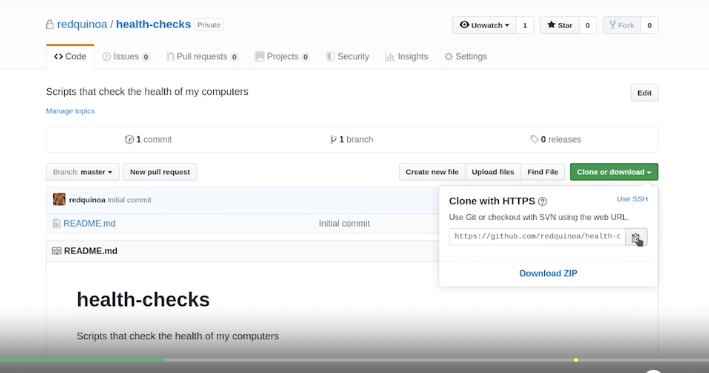 redquinoa / health-checks Private
Unwatch 1 Star 0 Fork 0
Code Issues 0 Pull requests 0 Projects 0 Security Insights Settings
Scripts that check the health of my computers
Edit
Manage topics
1 commit 1 branch 0 releases
Branch: master New pull request Create new file Upload files Find File Clone or download
redquinoa Initial commit
README.md Initial commit
Clone with HTTPS Use SSH
Use Git or checkout with SVN using the web URL.
https://github.com/redquinoa/health-c
Download ZIP
README.md
health-checks
Scripts that check the health of my computers